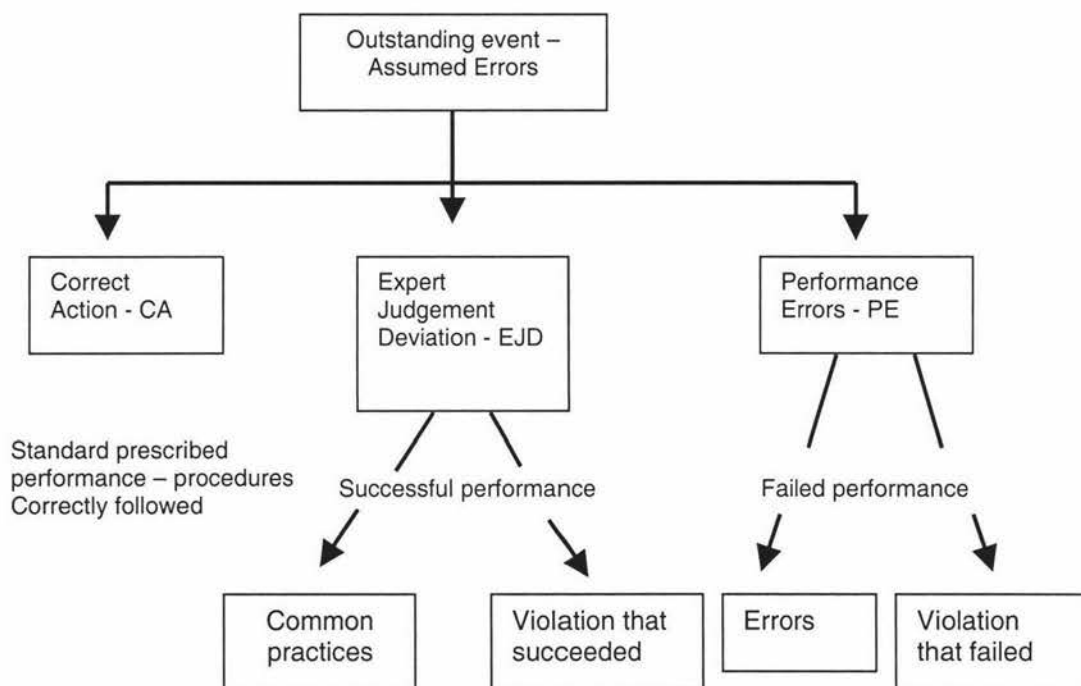 Outstanding event –
Assumed Errors
Correct
Action - CA
Expert
Judgement
Deviation - EJD
Performance
Errors - PE
Standard prescribed
performance – procedures
Correctly followed
Successful performance
Failed performance
Common
practices
Violation that
succeeded
Errors
Violation
that failed